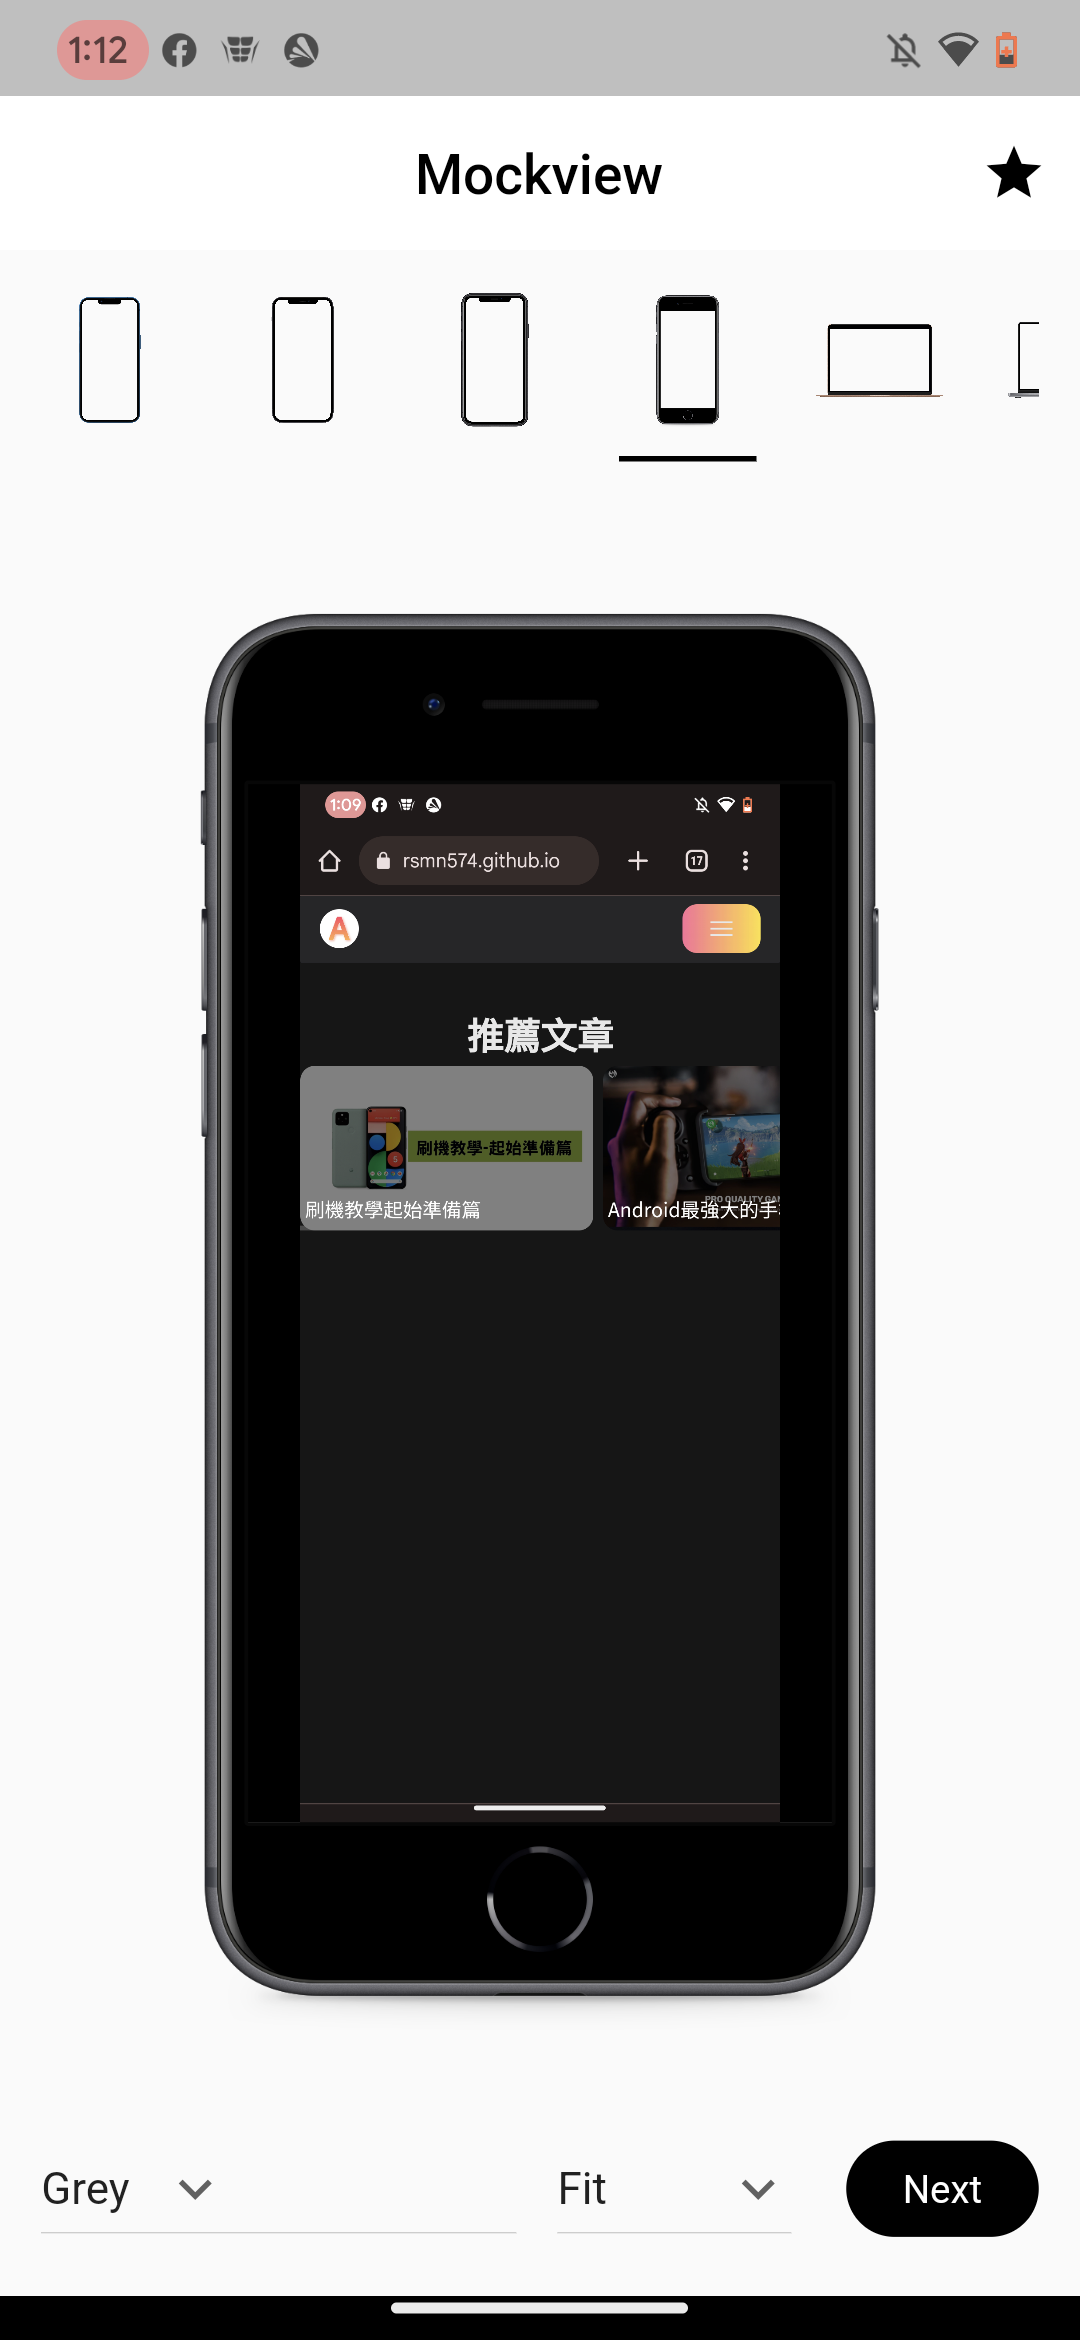 1:12
Mockview
1:09
rsmn574.github.io
17
A
推薦文章
刷機教學-起始準備篇
刷機教學起始準備篇
PRO QUALITY GAM
Android最強大的手
Grey
Fit
Next